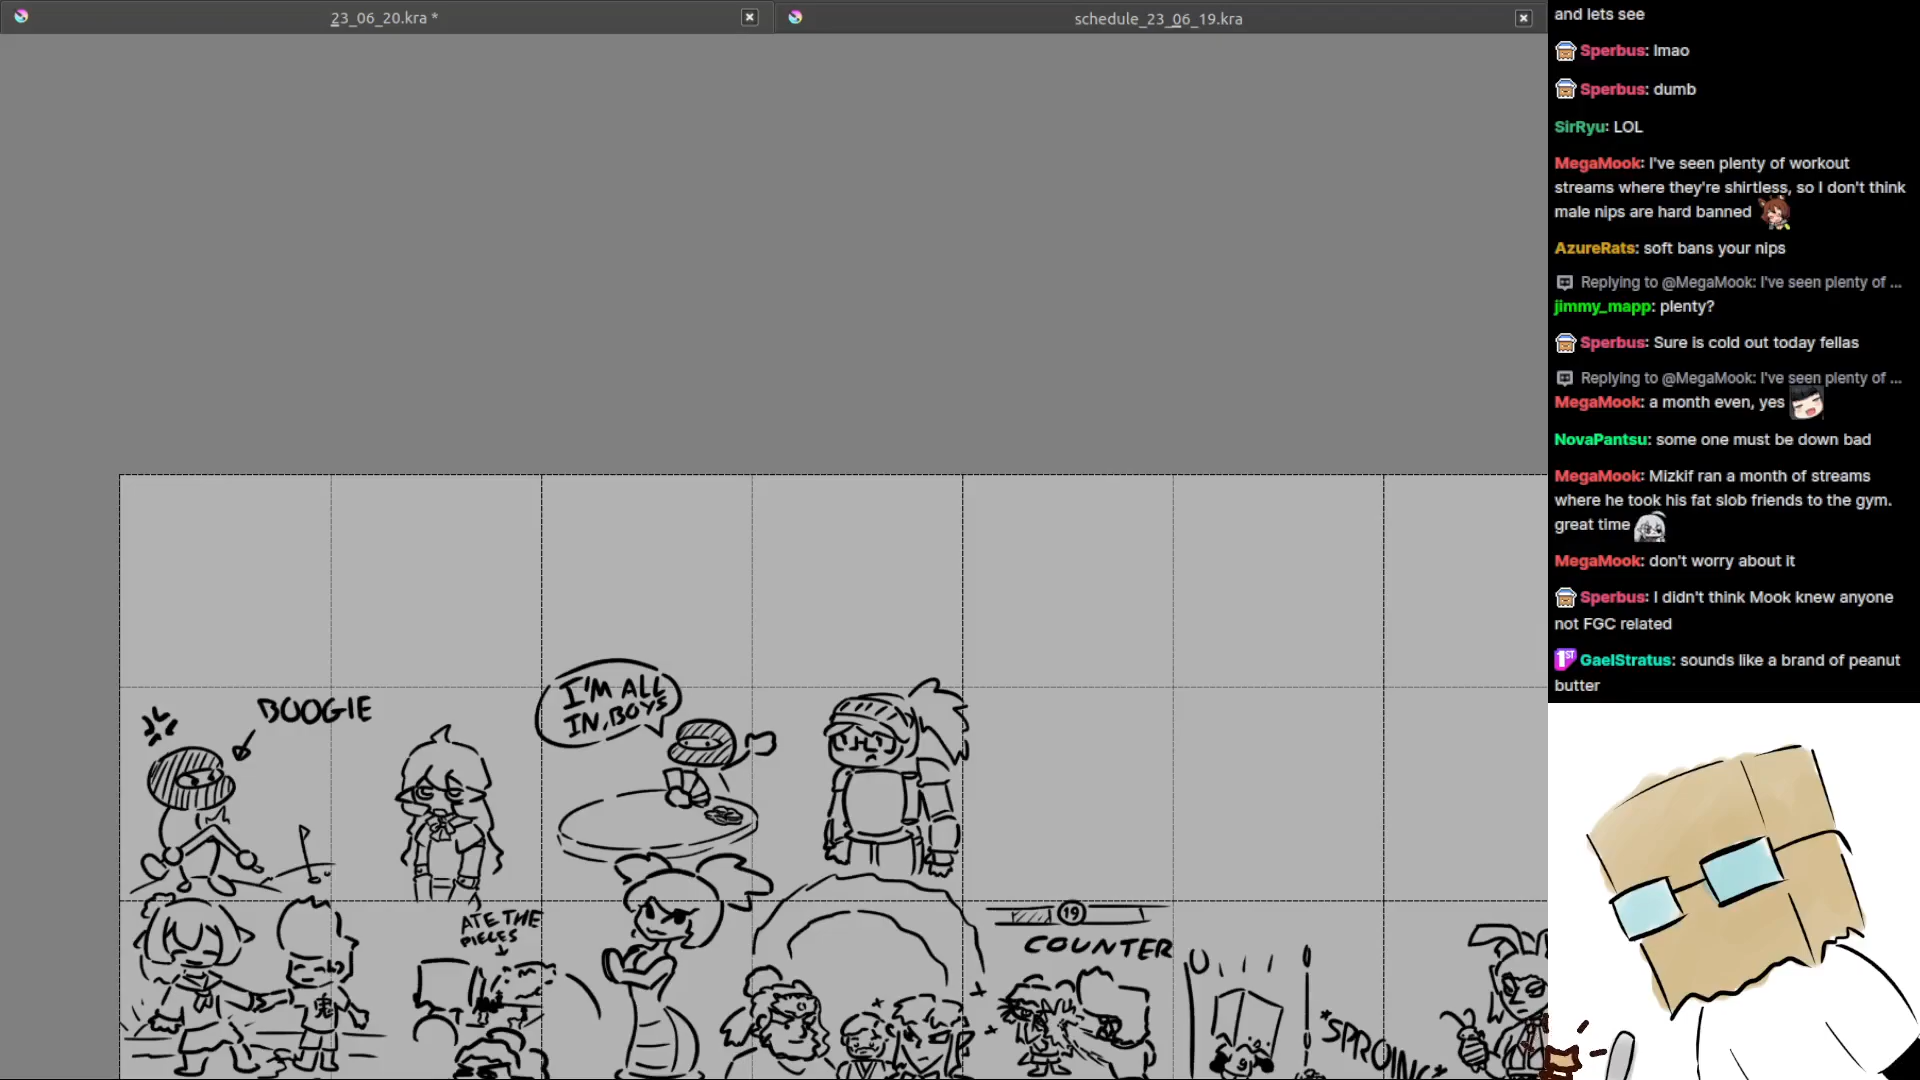 23_06_20.kra *
schedule_23_06_19.kra
and lets see
Sperbus: lmao
Sperbus: dumb
SirRyu: LOL
MegaMook: I've seen plenty of workout
streams where they're shirtless, so I don't think
male nips are hard banned
AzureRats: soft bans your nips
Replying to @MegaMook: I've seen plenty of ...
jimmy_mapp: plenty?
Sperbus: Sure is cold out today fellas
Replying to @MegaMook: I've seen plenty of ...
MegaMook: a month even, yes
NovaPantsu: some one must be down bad
MegaMook: Mizkif ran a month of streams
where he took his fat slob friends to the gym.
great time
MegaMook: don't worry about it
Sperbus: I didn't think Mook knew anyone
not FGC related
1ST GaelStratus: sounds like a brand of peanut
butter
BOOGIE
I'M ALL
IN, BOYS
ATE THE
PIECES
19
COUNTER
*SPROING*
鬼